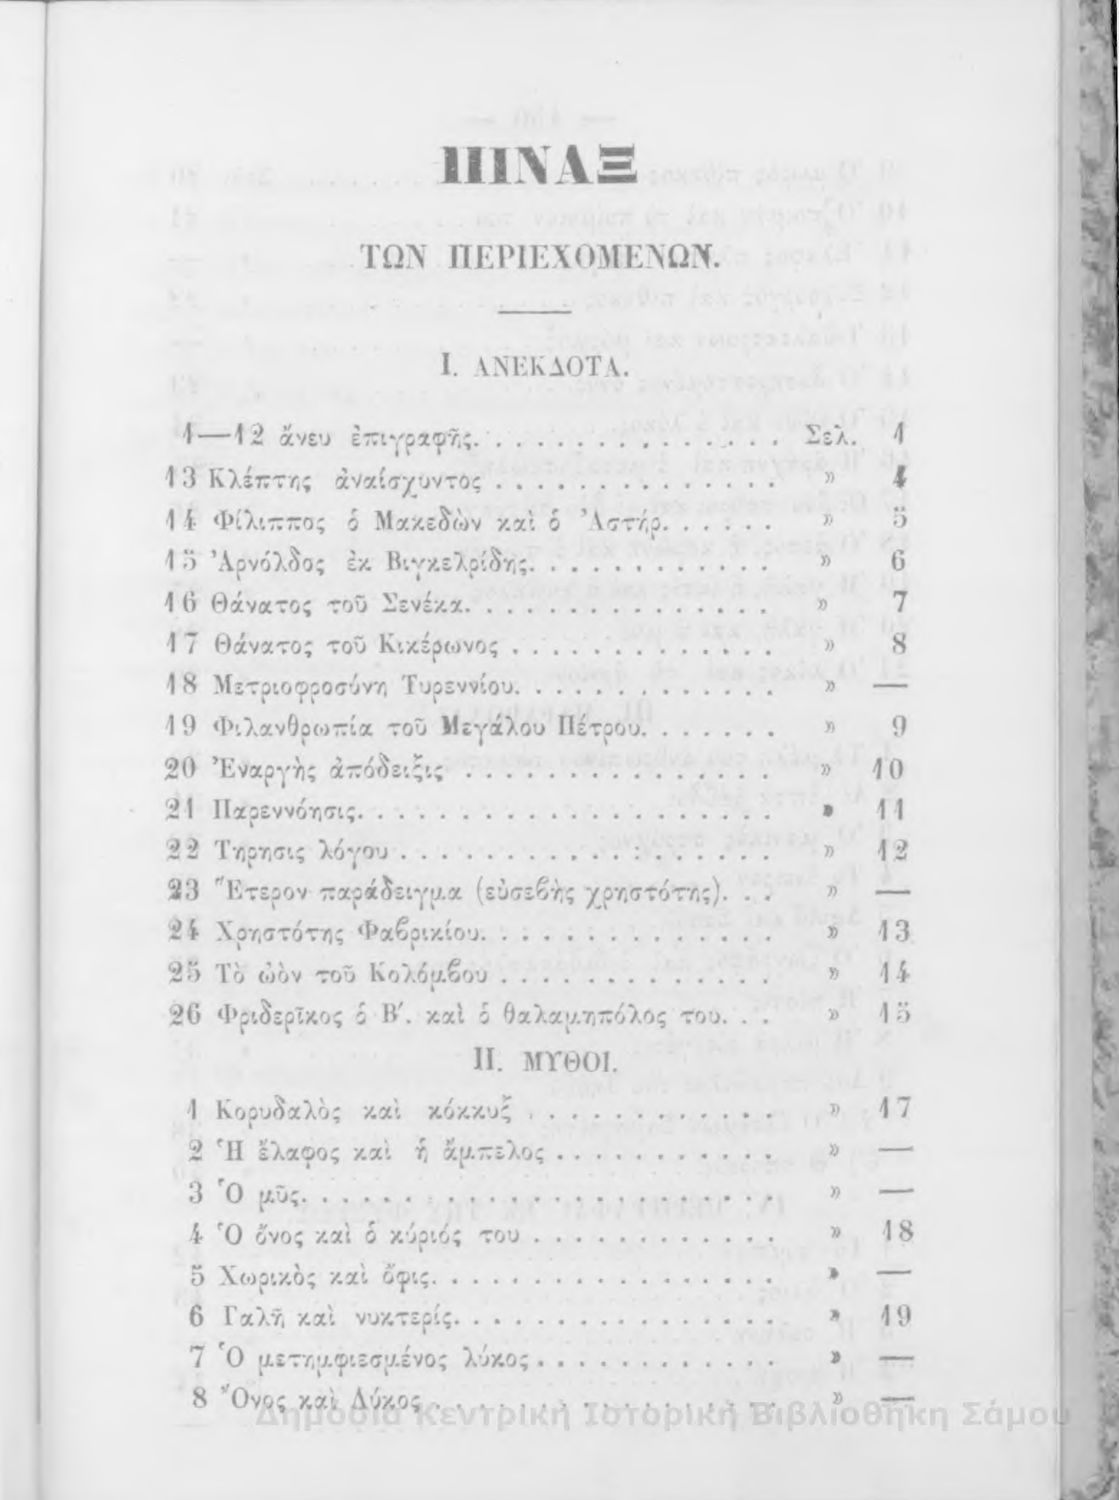 ΠΙΝΑΞ
ΤΩΝ ΠΕΡΙΕΧΟΜΕΝΩΝ.
I. ΑΝΕΚΔΟΤΑ.
1—12 ἄνευ ἐπιγραφῆς. . . . . . . . . . . . . . . Σελ. 1
13 Κλέπτης ἀναίσχυντος . . . . . . . . . . . . . . » 4
14 Φίλιππος ὁ Μακεδὼν καὶ ὁ Ἀστήρ. . . . . . » 5
15 Ἀρνόλδος ἐκ Βιγκελρίδης. . . . . . . . . . . . » 6
16 Θάνατος τοῦ Σενέκα. . . . . . . . . . . . . . . » 7
17 Θάνατος τοῦ Κικέρωνος . . . . . . . . . . . . . » 8
18 Μετριοφροσύνη Τυρεννίου. . . . . . . . . . . . » —
19 Φιλανθρωπία τοῦ Μεγάλου Πέτρου. . . . . . . » 9
20 Ἐναργὴς ἀπόδειξις . . . . . . . . . . . . . . . » 10
21 Παρεννόησις. . . . . . . . . . . . . . . . . . . . » 11
22 Τηρησις λόγου . . . . . . . . . . . . . . . . . . » 12
23 Ἕτερον παράδειγμα (εὐσεβὴς χρηστότης). . . » —
24 Χρηστότης Φαβρικίου. . . . . . . . . . . . . . » 13
25 Τὸ ὠὸν τοῦ Κολόμβου . . . . . . . . . . . . . » 14
26 Φριδερῖκος ὁ Β΄. καὶ ὁ θαλαμηπόλος του. . . » 15
II. ΜΥΘΟΙ.
1 Κορυδαλὸς καὶ κόκκυξ . . . . . . . . . . . . » 17
2 Ἡ ἔλαφος καὶ ἡ ἄμπελος . . . . . . . . . . . » —
3 Ὁ μῦς. . . . . . . . . . . . . . . . . . . . . . . » —
4 Ὁ ὄνος καὶ ὁ κύριός του . . . . . . . . . . . . » 18
5 Χωρικὸς καὶ ὄφις. . . . . . . . . . . . . . . . . » —
6 Γαλῆ καὶ νυκτερίς. . . . . . . . . . . . . . . . » 19
7 Ὁ μετημφιεσμένος λύκος . . . . . . . . . . . . » —
8 Ὄνος καὶ Λύκος . . . . . . . . . . . . . . . . . » —
Δημόσια Κεντρική Ιστορική Βιβλιοθήκη Σάμου